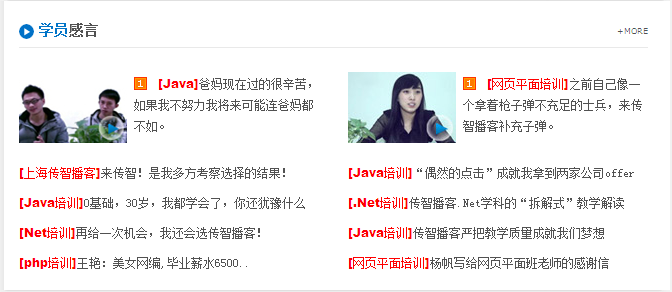 学员感言
+MORE
1 [Java]爸妈现在过的很辛苦，
如果我不努力我将来可能连爸妈都
不如。
1 [网页平面培训]之前自己像一
个拿着枪子弹不充足的士兵，来传
智播客补充子弹。
[上海传智播客]来传智！是我多方考察选择的结果！
[Java培训]0基础，30岁，我都学会了，你还犹豫什么
[Net培训]再给一次机会，我还会选传智播客！
[php培训]王艳：美女网编,毕业薪水6500..
[Java培训]“偶然的点击”成就我拿到两家公司offer
[.Net培训]传智播客.Net学科的“拆解式”教学解读
[Java培训]传智播客严把教学质量成就我们梦想
[网页平面培训]杨帆写给网页平面班老师的感谢信